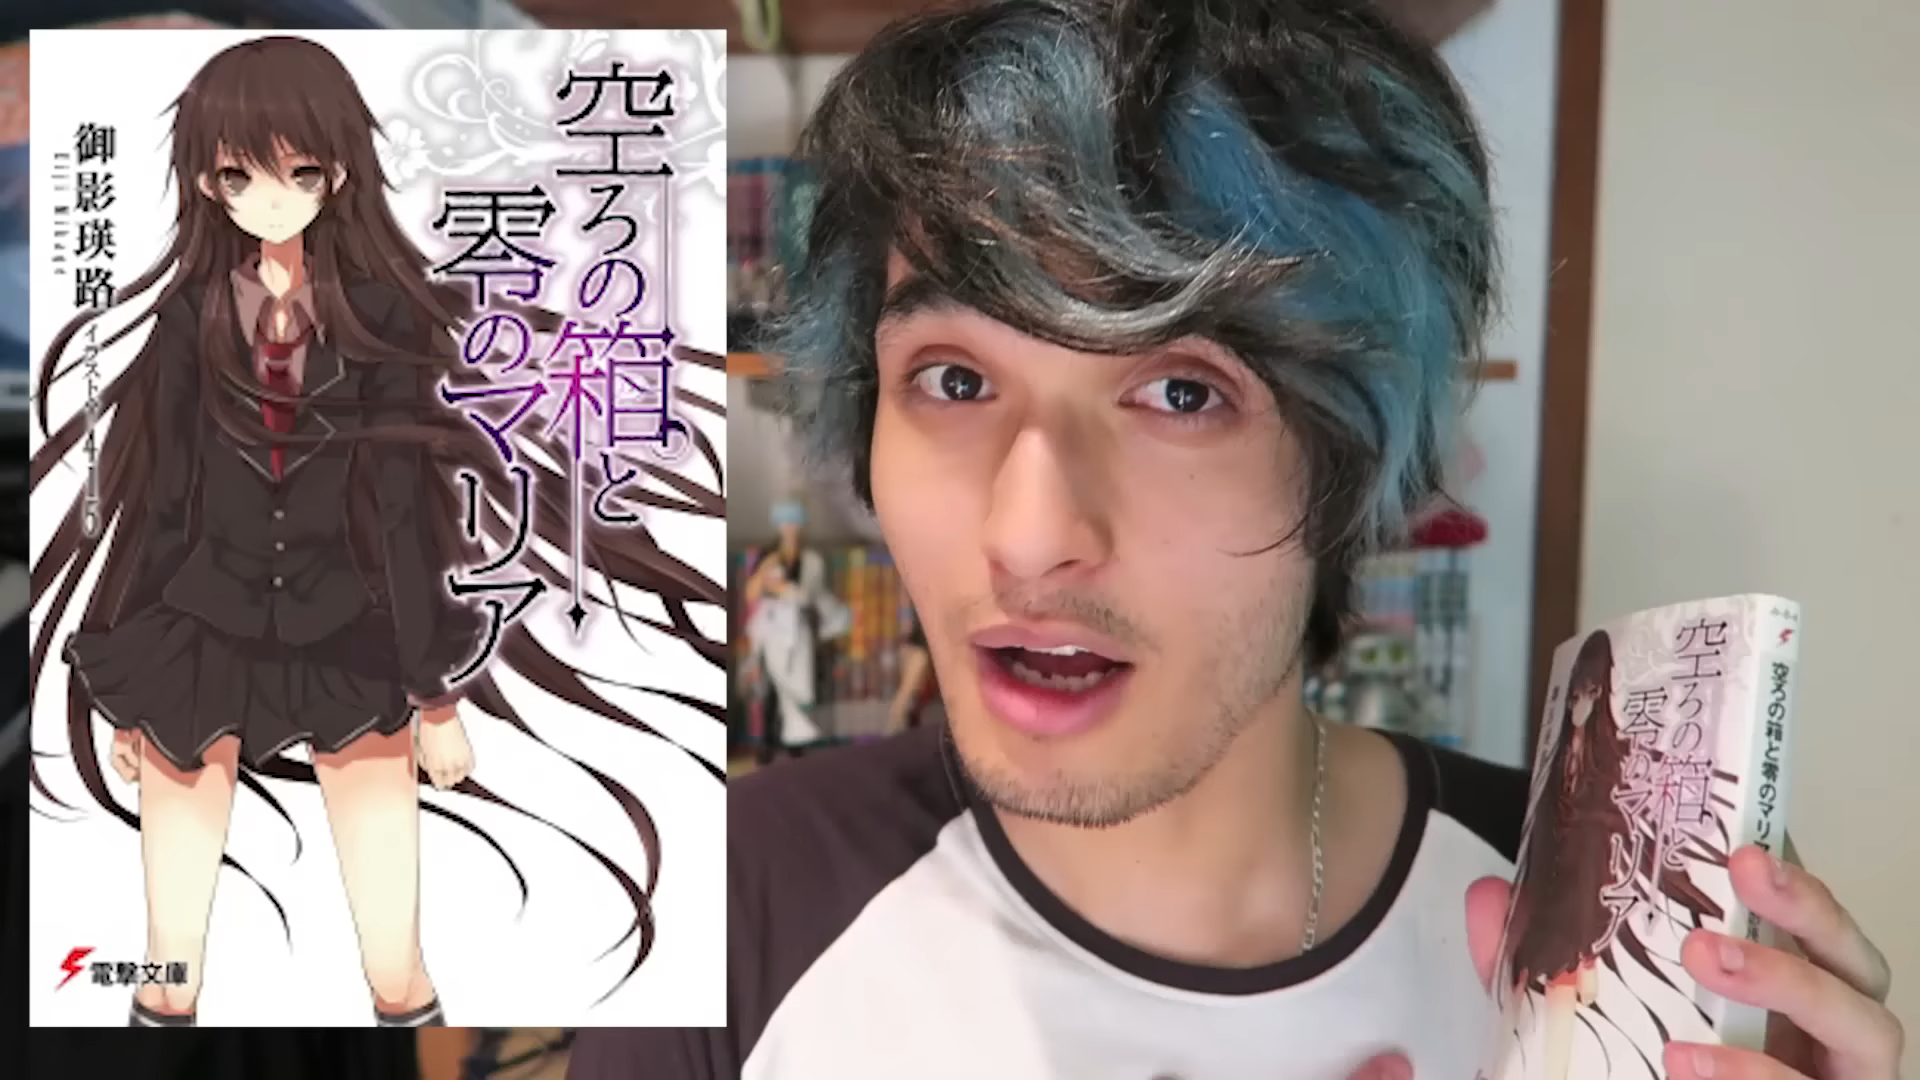 空ろの箱と
零のマリア
御影瑛路
Eiji Mikage
イラスト◎415
電撃文庫
空ろの箱と
零のマリア
空ろの箱と零のマリ